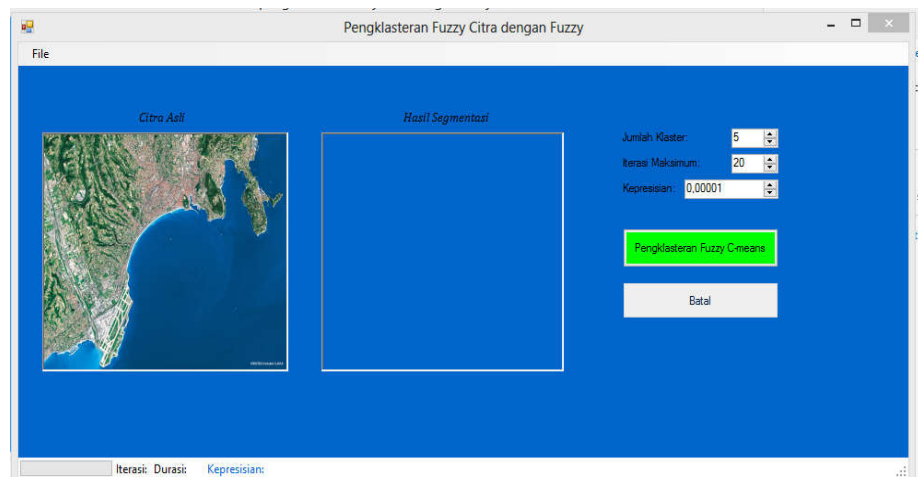 Pengklasteran Fuzzy Citra dengan Fuzzy
File
Citra Asli
Hasil Segmentasi
Jumlah Klaster:
5
Iterasi Maksimum:
20
Kepresisian:
0,00001
Pengklasteran Fuzzy C-means
Batal
Iterasi: Durasi: Kepresisian: